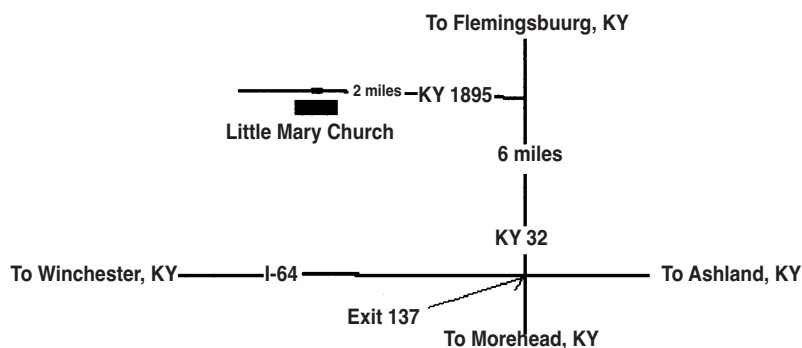 To Flemingsbuurg, KY
2 miles KY 1895
Little Mary Church
6 miles
KY 32
To Winchester, KY I-64 To Ashland, KY
Exit 137
To Morehead, KY